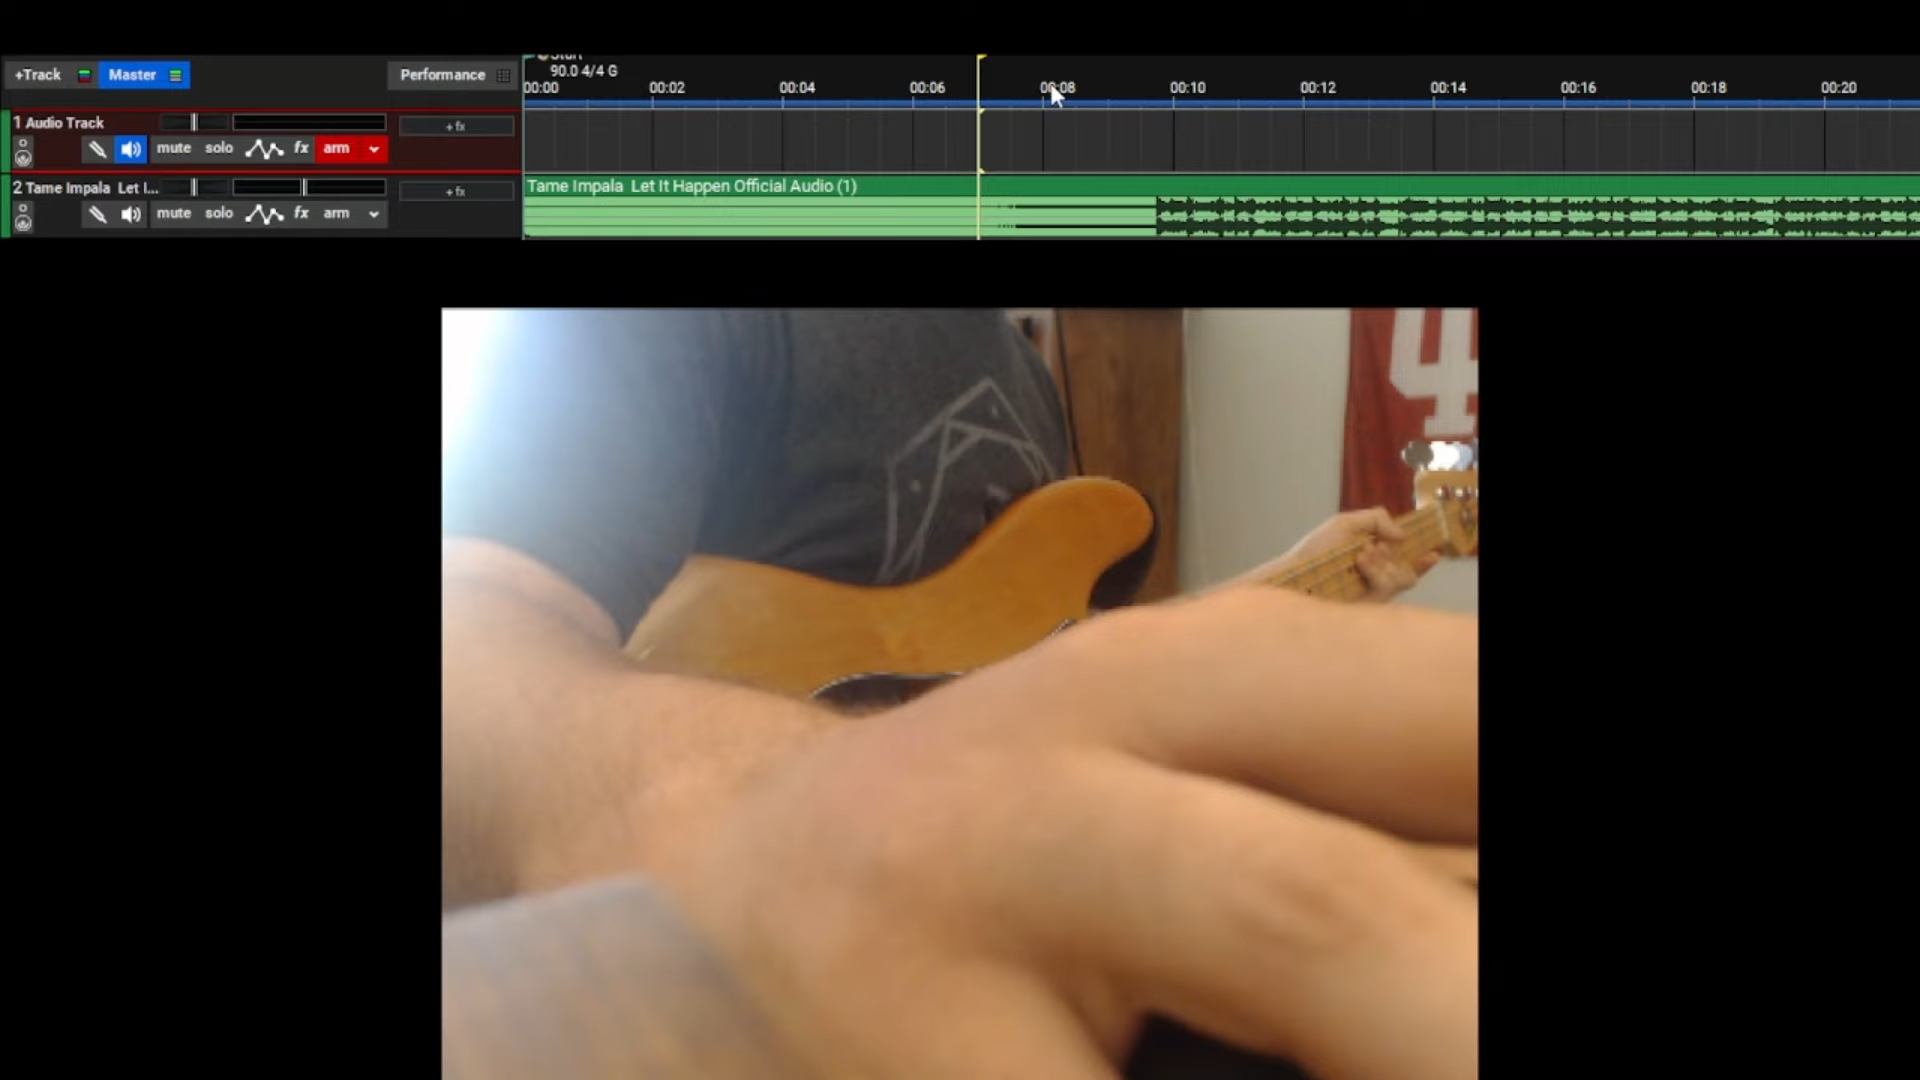 Start
+Track Master Performance
90.0 4/4 G
00:00 00:02 00:04 00:06 00:08 00:10 00:12 00:14 00:16 00:18 00:20
1 Audio Track
+ fx
mute solo fx arm
2 Tame Impala Let I...
+ fx
Tame Impala Let It Happen Official Audio (1)
mute solo fx arm